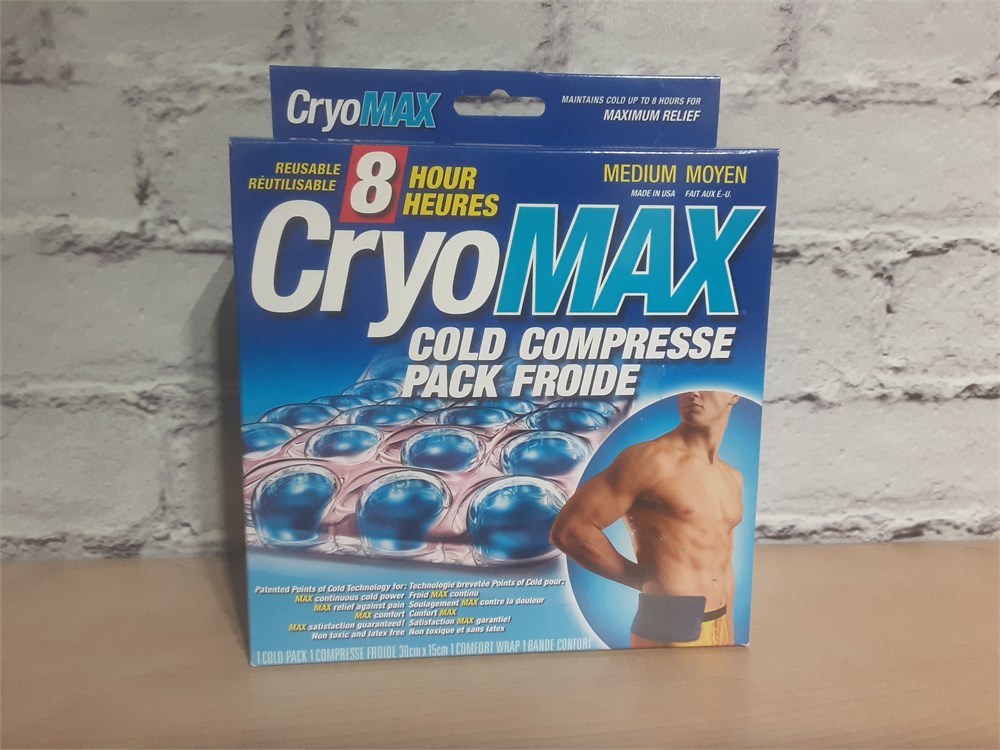 CryoMAX
MAINTAINS COLD UP TO 8 HOURS FOR
MAXIMUM RELIEF
REUSABLE
RÉUTILISABLE
8
HOUR
HEURES
MEDIUM MOYEN
MADE IN USA FAIT AUX É.-U.
CryoMAX
COLD COMPRESSE
PACK FROIDE
Patented Points of Cold Technology for: Technologie brevetée Points of Cold pour:
MAX continuous cold power Froid MAX continu
MAX relief against pain Soulagement MAX contre la douleur
MAX comfort Confort MAX
MAX satisfaction guaranteed! Satisfaction MAX garantie!
Non toxic and latex free Non toxique et sans latex
1 COLD PACK 1 COMPRESSE FROIDE 30cm x 15cm 1 COMFORT WRAP 1 BANDE CONFORT